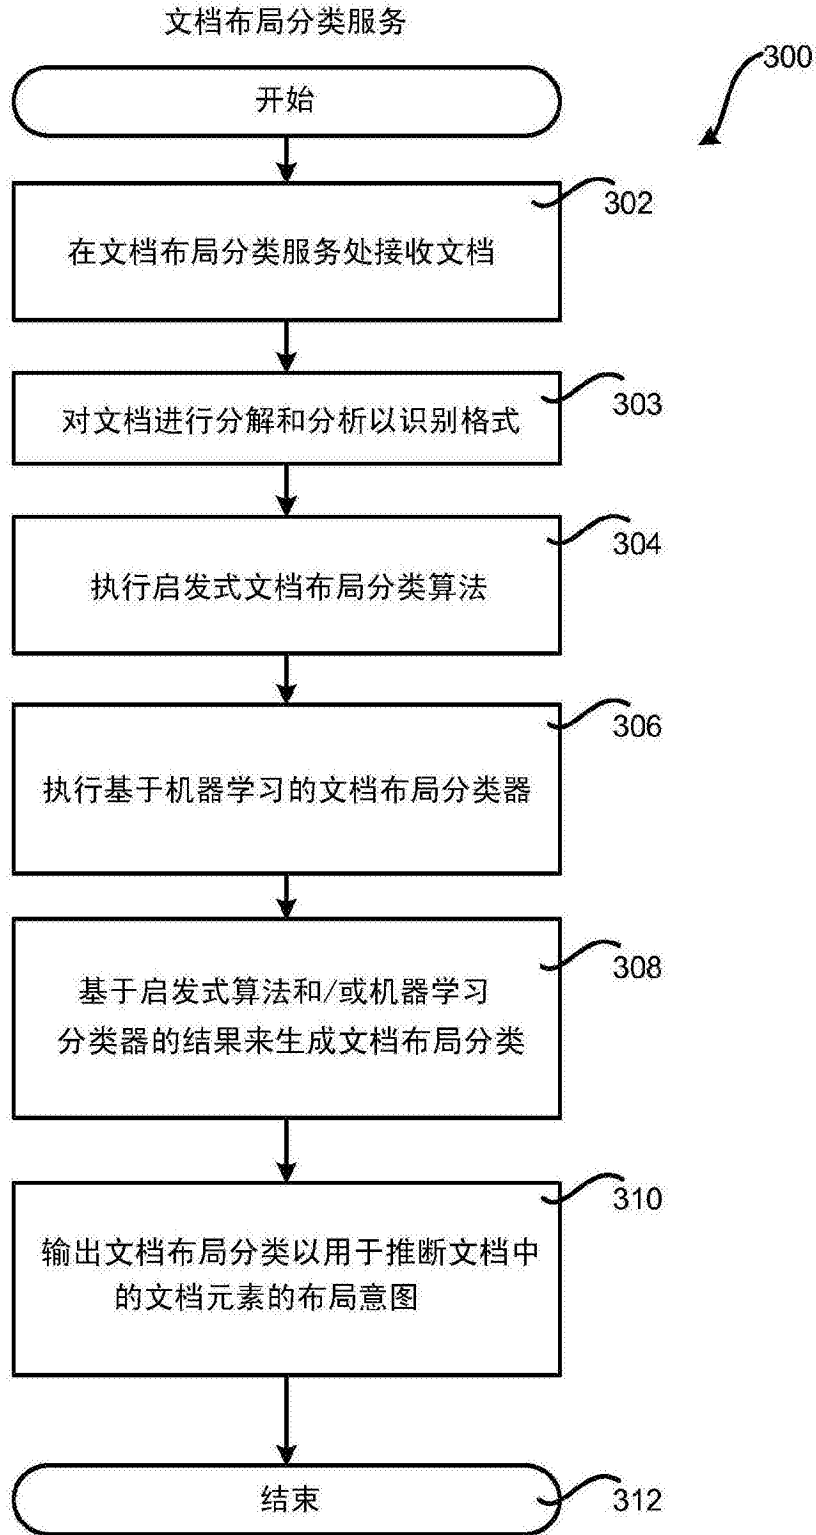 文档布局分类服务
300
开始
302
在文档布局分类服务处接收文档
303
对文档进行分解和分析以识别格式
304
执行启发式文档布局分类算法
306
执行基于机器学习的文档布局分类器
308
基于启发式算法和/或机器学习
分类器的结果来生成文档布局分类
310
输出文档布局分类以用于推断文档中
的文档元素的布局意图
结束
312